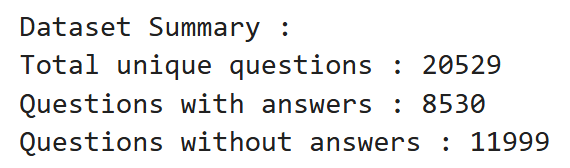 Dataset Summary :
Total unique questions : 20529
Questions with answers : 8530
Questions without answers : 11999